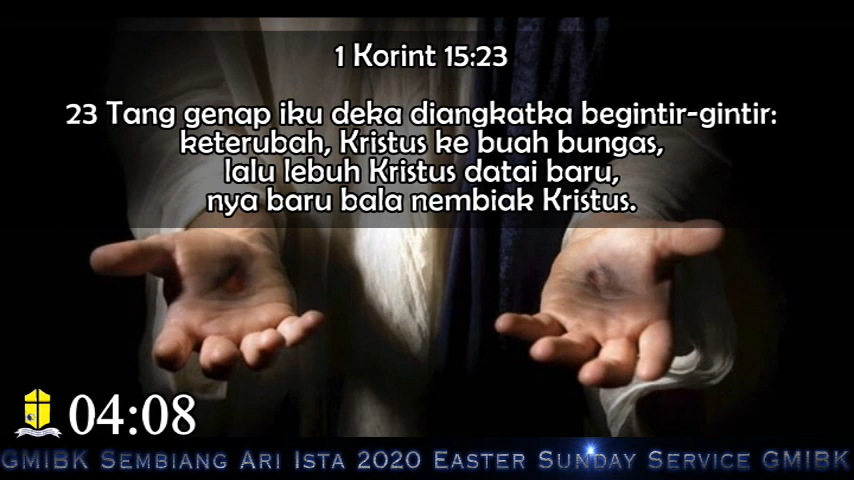 1 Korint 15:23
23 Tang genap iku deka diangkatka begintir-gintir:
keterubah, Kristus ke buah bungas,
lalu lebuh Kristus datai baru,
nya baru bala nembiak Kristus.
04:08
GMIBK Sembiang Ari Ista 2020 Easter Sunday Service GMIBK